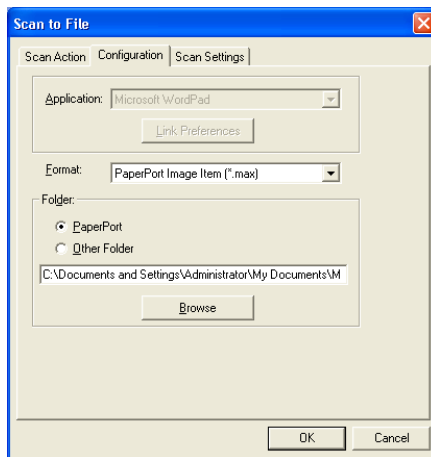 Scan to File
Scan Action Configuration Scan Settings
Application: Microsoft WordPad
Link Preferences
Format: PaperPort Image Item (*.max)
Folder:
PaperPort
Other Folder
C:\Documents and Settings\Administrator\My Documents\M
Browse
OK Cancel